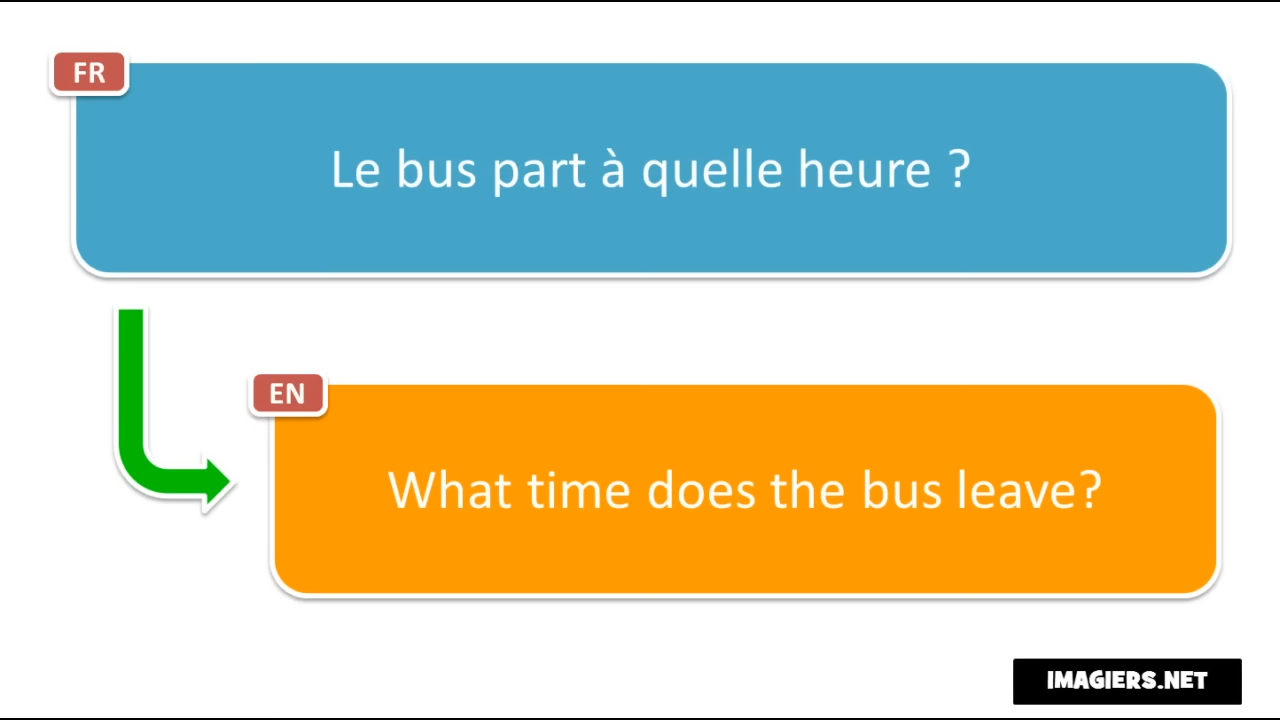 FR
Le bus part à quelle heure ?
EN
What time does the bus leave?
IMAGIERS.NET